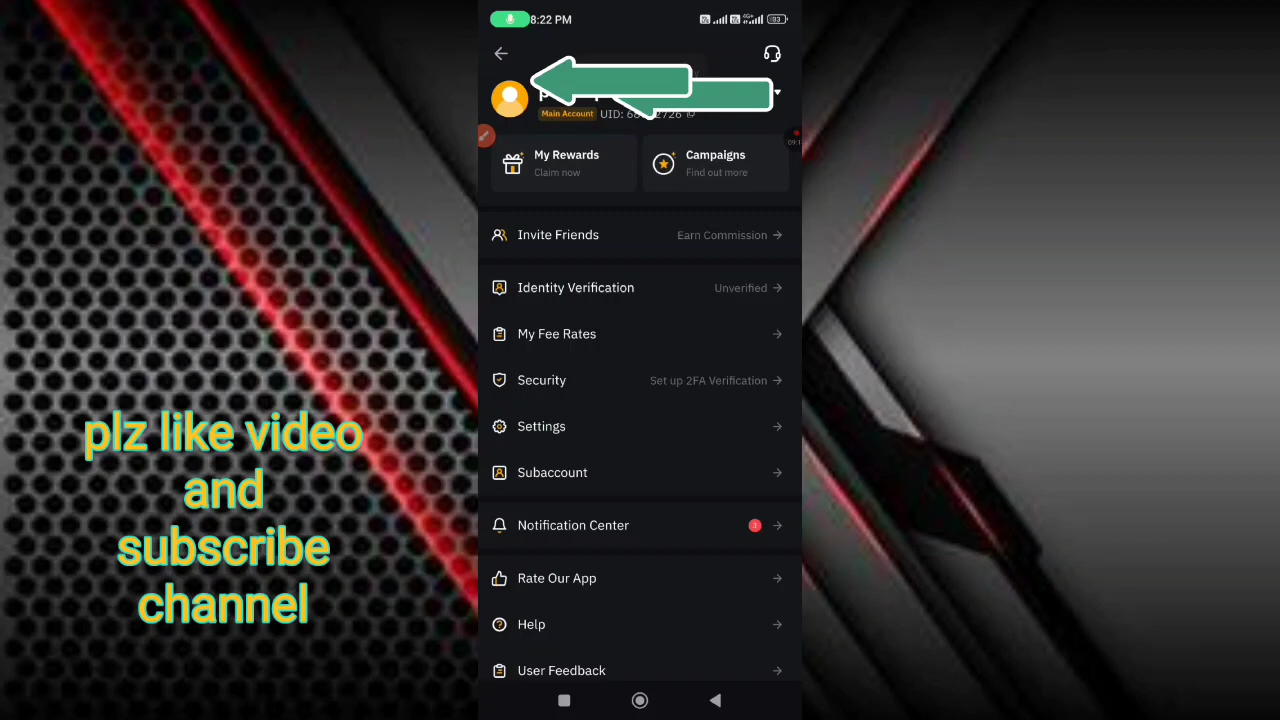 8:22 PM
4G+
83
Main Account UID:
My Rewards
Claim now
Campaigns
Find out more
Invite Friends Earn Commission
Identity Verification Unverified
My Fee Rates
Security Set up 2FA Verification
Settings
Subaccount
Notification Center
Rate Our App
Help
User Feedback
plz like video
and
subscribe
channel